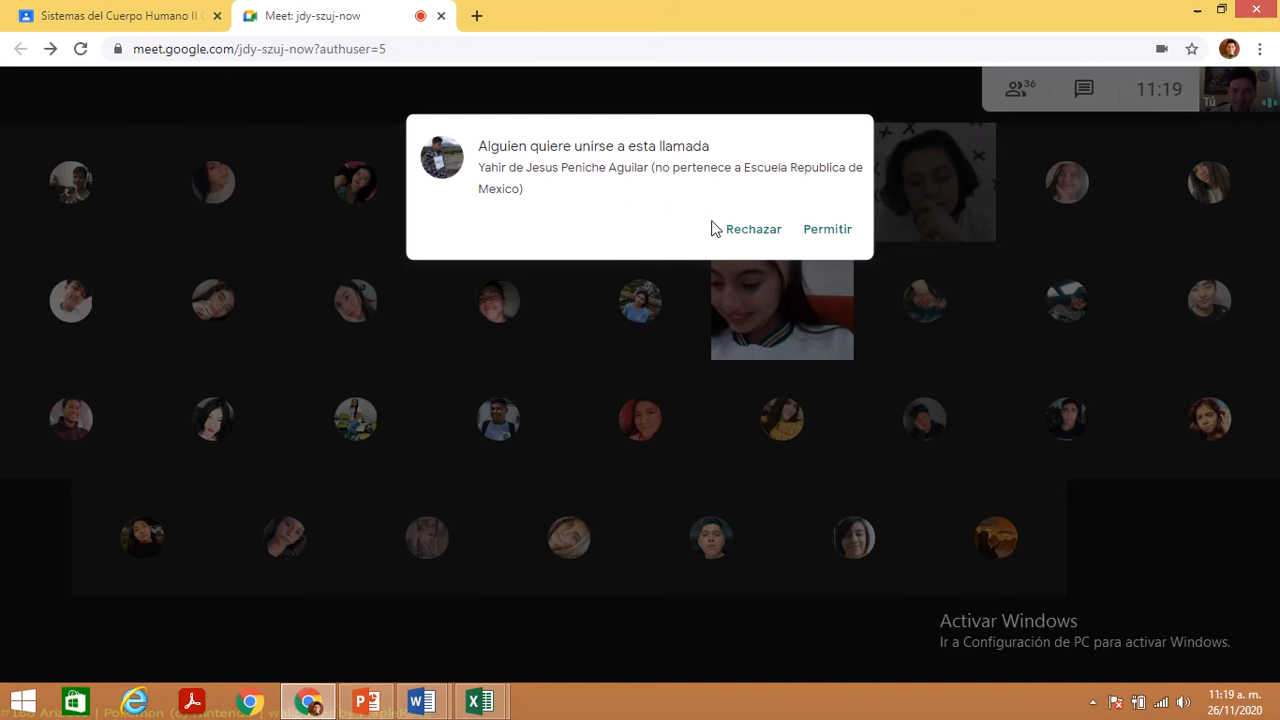 Sistemas del Cuerpo Humano II
Meet: jdy-szuj-now
meet.google.com/jdy-szuj-now?authuser=5
36
11:19
Tú
Alguien quiere unirse a esta llamada
Yahir de Jesus Peniche Aguilar (no pertenece a Escuela Republica de
Mexico)
Rechazar
Permitir
Activar Windows
Ir a Configuración de PC para activar Windows.
11:19 a. m.
26/11/2020